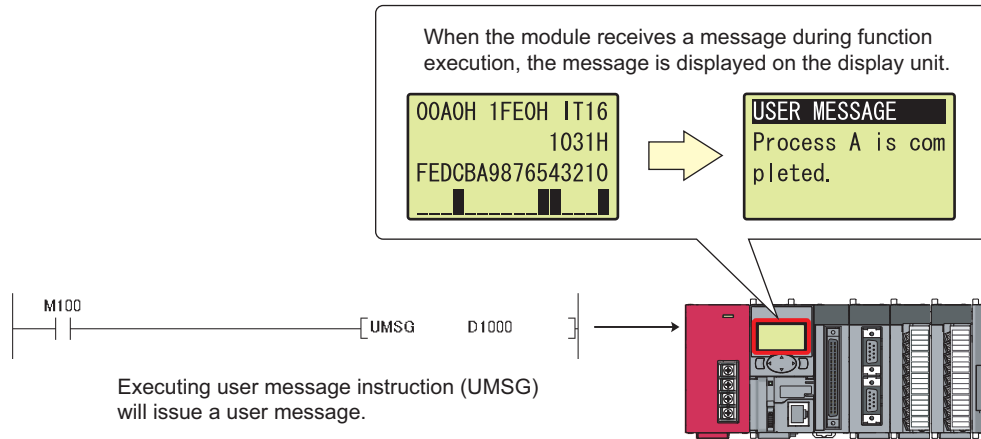 When the module receives a message during function
execution, the message is displayed on the display unit.
00A0H 1FE0H IT16
1031H
FEDCBA9876543210
USER MESSAGE
Process A is com
pleted.
M100
UMSG D1000
Executing user message instruction (UMSG)
will issue a user message.